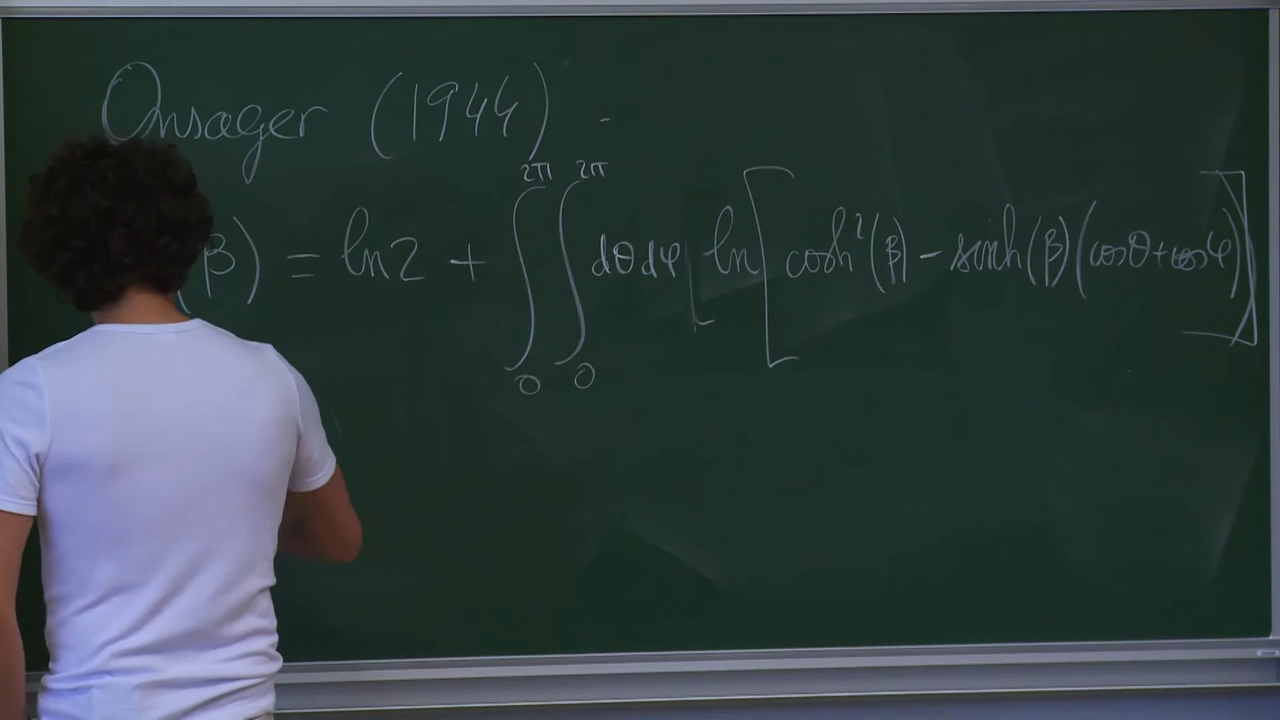 Onsager (1944)
(β) = ln2 + ∫₀^{2π} ∫₀^{2π} dθdφ ln[cosh²(β) - sinh(β)(cosθ+cosφ)]